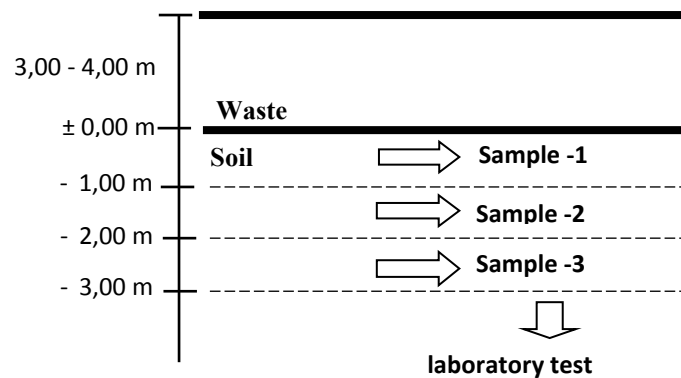 3,00 - 4,00 m
Waste
± 0,00 m
Soil
Sample -1
- 1,00 m
Sample -2
- 2,00 m
Sample -3
- 3,00 m
laboratory test